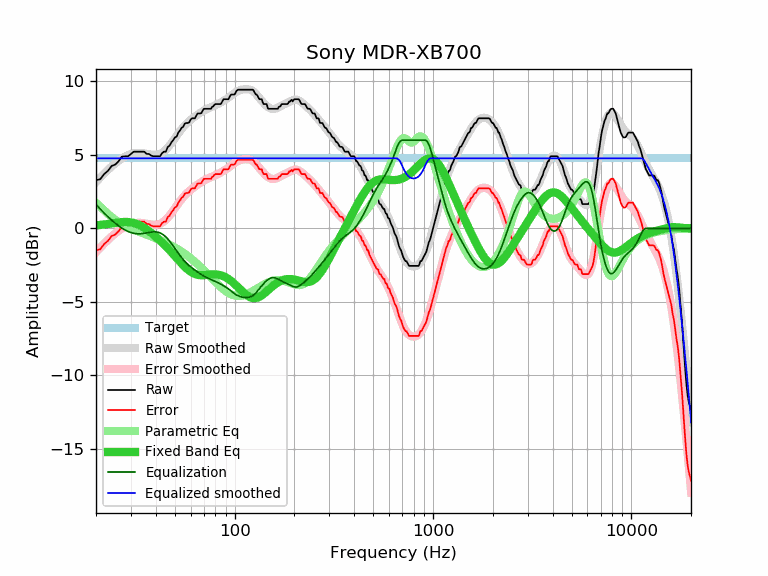 Sony MDR-XB700
10
5
0
−5
−10
−15
Amplitude (dBr)
Target
Raw Smoothed
Error Smoothed
Raw
Error
Parametric Eq
Fixed Band Eq
Equalization
Equalized smoothed
100
1000
10000
Frequency (Hz)